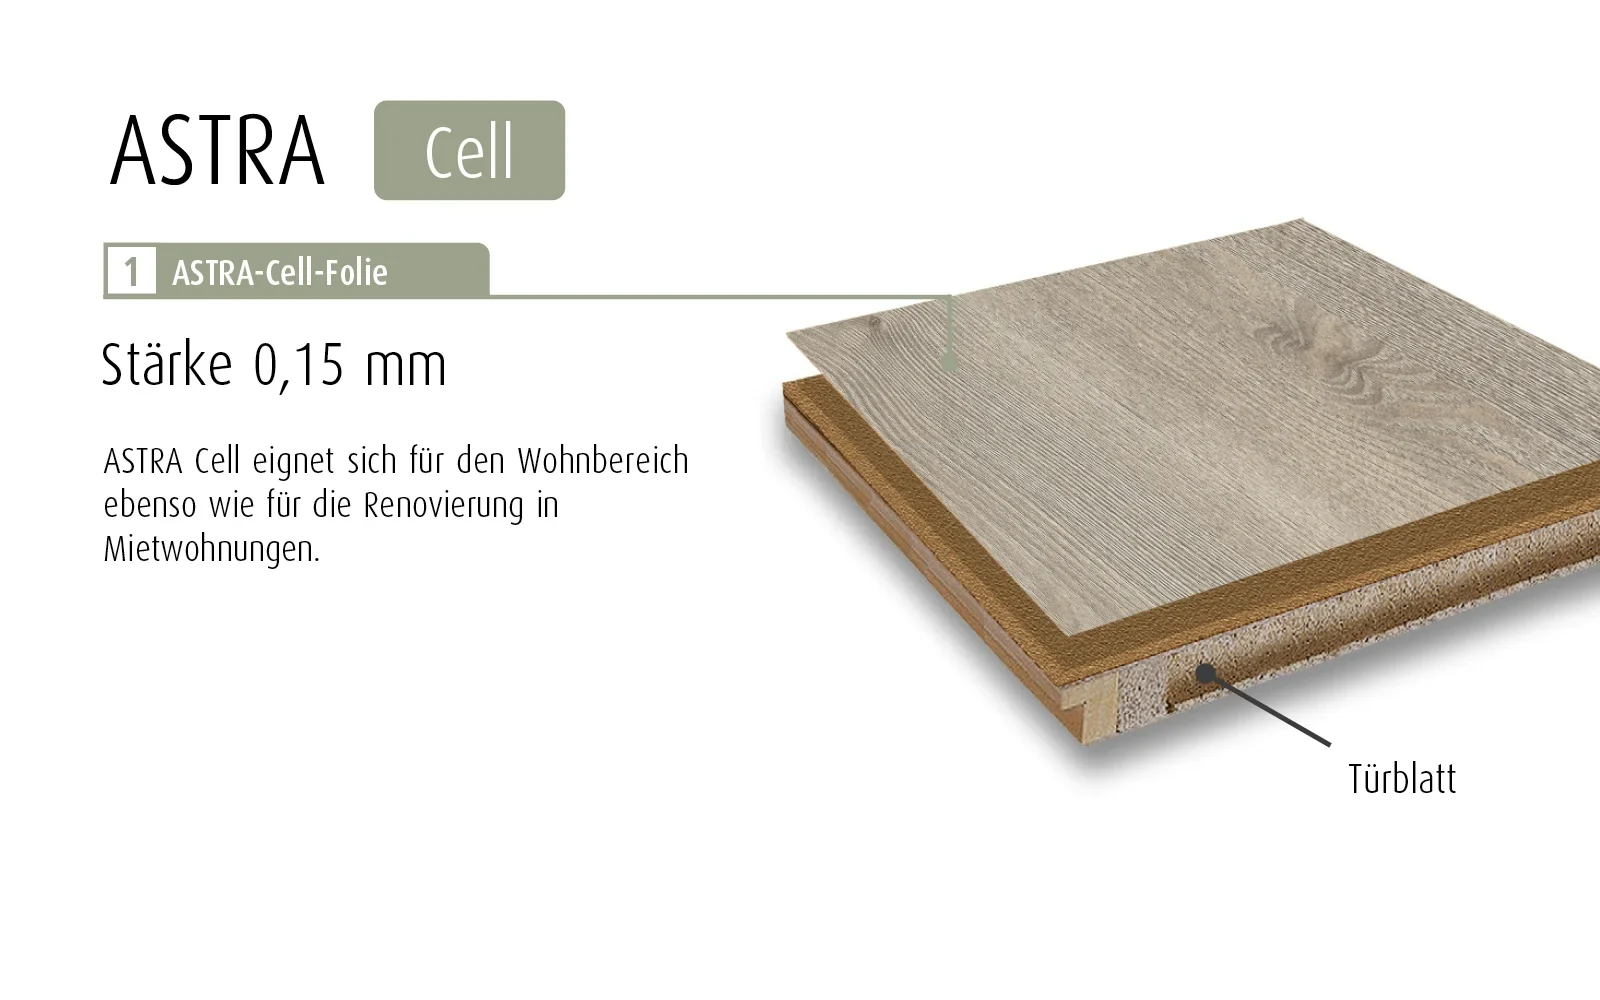 ASTRA Cell
1 ASTRA-Cell-Folie
Stärke 0,15 mm
ASTRA Cell eignet sich für den Wohnbereich
ebenso wie für die Renovierung in
Mietwohnungen.
Türblatt